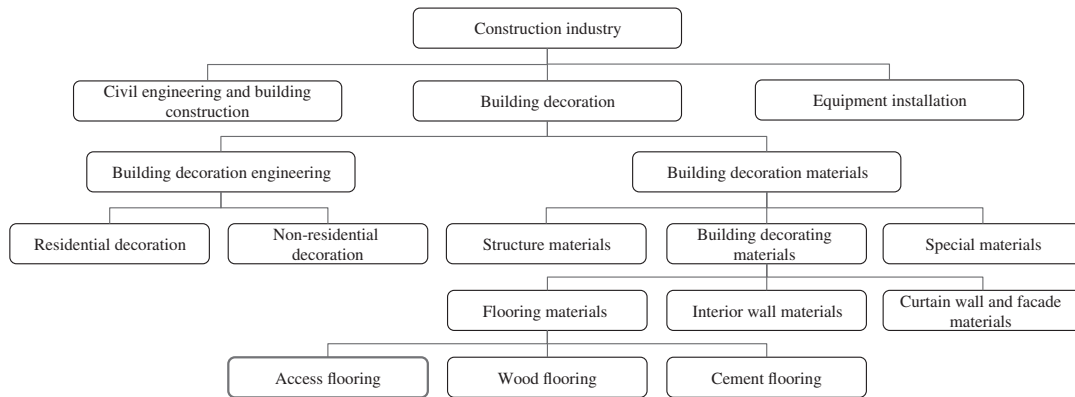 Construction industry
Civil engineering and building
construction
Building decoration
Equipment installation
Building decoration engineering
Building decoration materials
Residential decoration
Non-residential
decoration
Structure materials
Building decorating
materials
Special materials
Flooring materials
Interior wall materials
Curtain wall and facade
materials
Access flooring
Wood flooring
Cement flooring